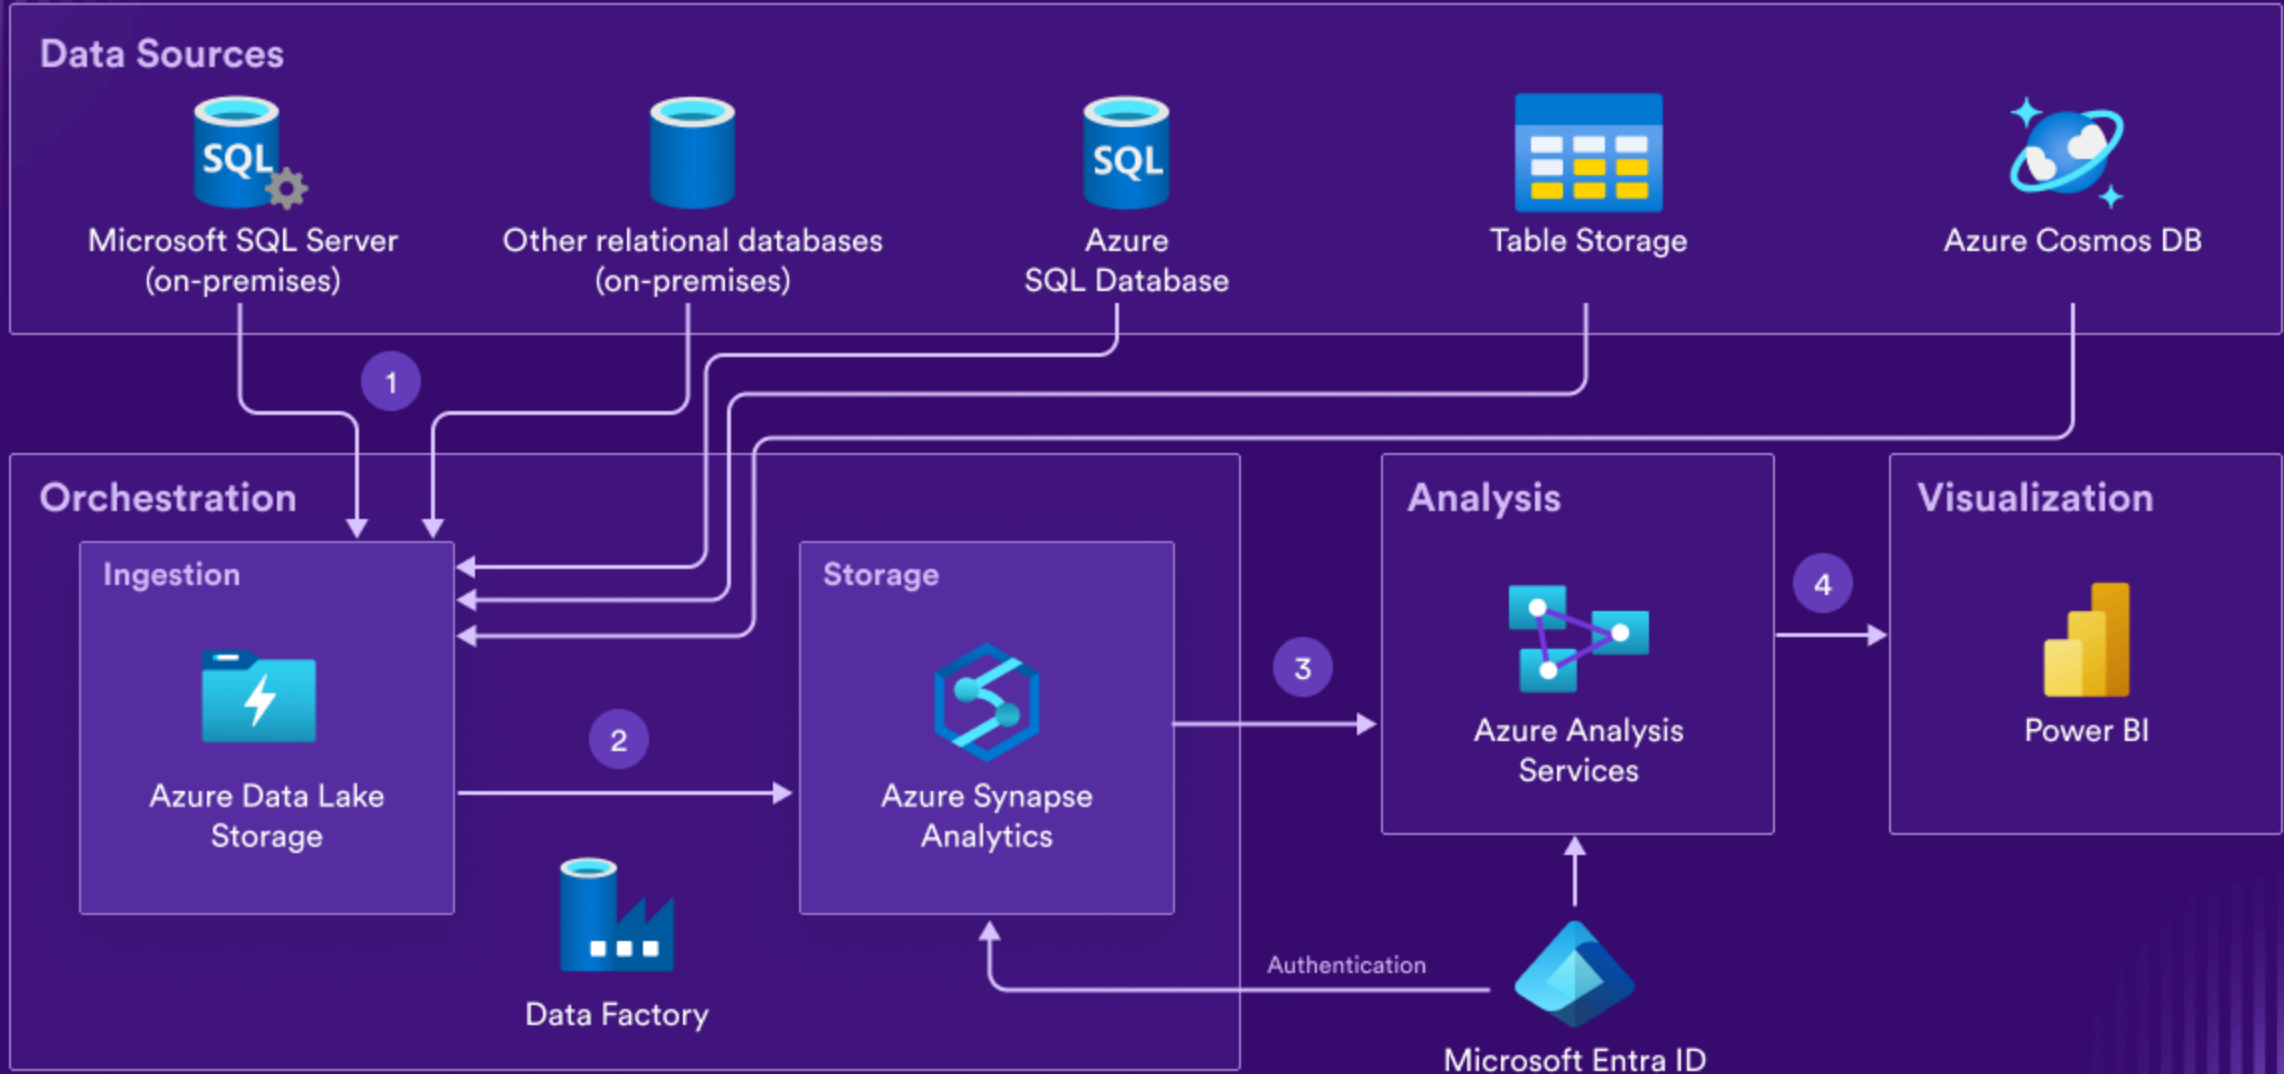 Data Sources
SQL
SQL
Microsoft SQL Server
(on-premises)
Other relational databases
(on-premises)
Azure
SQL Database
Table Storage
Azure Cosmos DB
1
Orchestration
Ingestion
Azure Data Lake
Storage
2
Data Factory
Storage
Azure Synapse
Analytics
3
Analysis
Azure Analysis
Services
4
Visualization
Power BI
Authentication
Microsoft Entra ID